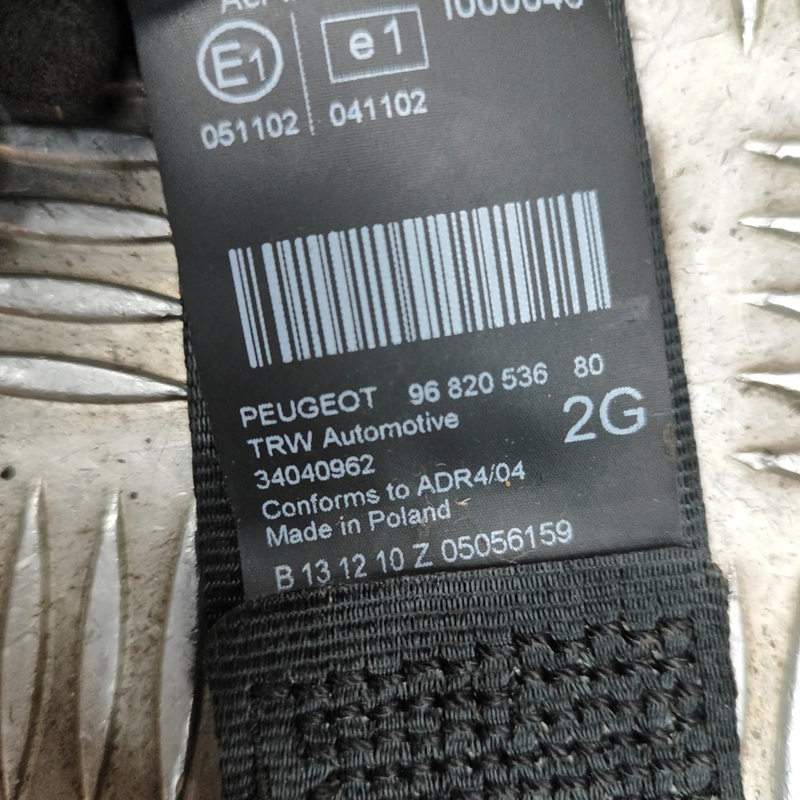 E1 e1
051102 041102
PEUGEOT 96 820 536 80
TRW Automotive 2G
34040962
Conforms to ADR4/04
Made in Poland
B 13 12 10 Z 05056159